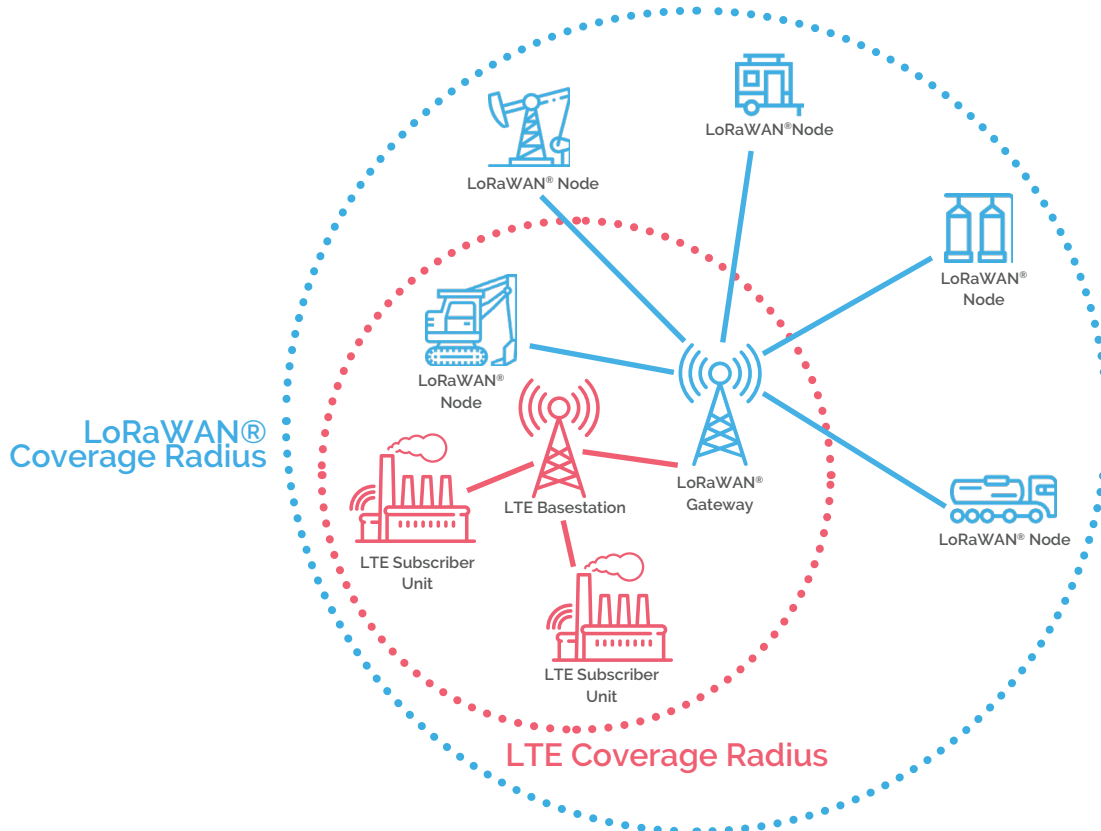 LoRaWAN®Node
LoRaWAN® Node
LoRaWAN®
Node
LoRaWAN®
Node
LoRaWAN®
Coverage Radius
LoRaWAN®
Gateway
LTE Basestation
LoRaWAN® Node
LTE Subscriber
Unit
LTE Subscriber
Unit
LTE Coverage Radius